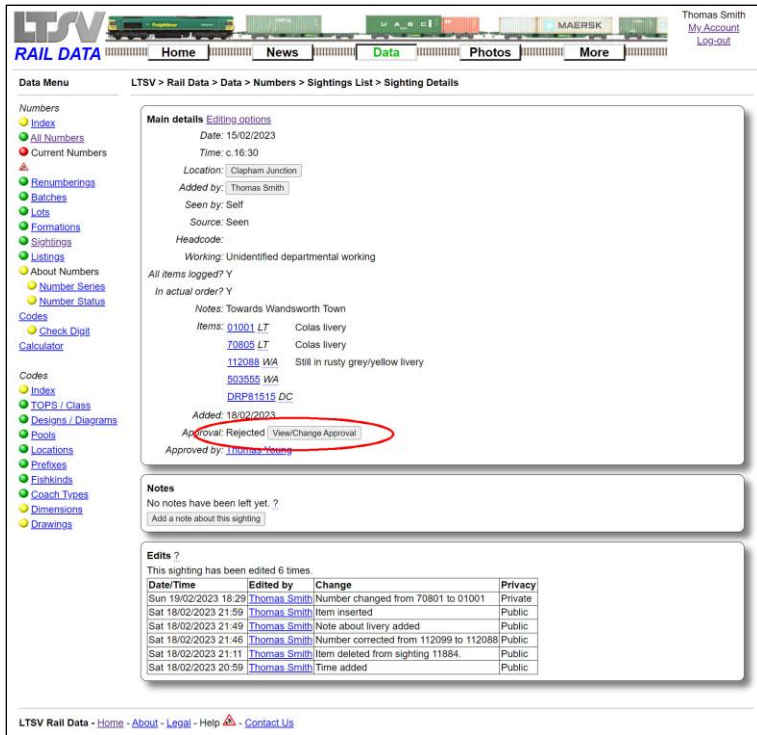 LTSV
RAIL DATA
Freightliner
U A S C
MAERSK
Thomas Smith
My Account
Log-out
Home
News
Data
Photos
More
Data Menu
LTSV > Rail Data > Data > Numbers > Sightings List > Sighting Details
Numbers
Index
All Numbers
Current Numbers
Renumberings
Batches
Lots
Formations
Sightings
Listings
About Numbers
Number Series
Number Status
Codes
Check Digit
Calculator
Codes
Index
TOPS / Class
Designs / Diagrams
Pools
Locations
Prefixes
Fishkinds
Coach Types
Dimensions
Drawings
Main details Editing options
Date: 15/02/2023
Time: c.16:30
Location: Clapham Junction
Added by: Thomas Smith
Seen by: Self
Source: Seen
Headcode:
Working: Unidentified departmental working
All items logged? Y
In actual order? Y
Notes: Towards Wandsworth Town
Items: 01001 LT Colas livery
70805 LT Colas livery
112088 WA Still in rusty grey/yellow livery
503555 WA
DRP81515 DC
Added: 18/02/2023
Approval: Rejected View/Change Approval
Approved by: Thomas Young
Notes
No notes have been left yet. ?
Add a note about this sighting
Edits ?
This sighting has been edited 6 times.
Date/Time Edited by Change Privacy
Sun 19/02/2023 18:29 Thomas Smith Number changed from 70801 to 01001 Private
Sat 18/02/2023 21:59 Thomas Smith Item inserted Public
Sat 18/02/2023 21:49 Thomas Smith Note about livery added Public
Sat 18/02/2023 21:46 Thomas Smith Number corrected from 112099 to 112088 Public
Sat 18/02/2023 21:11 Thomas Smith Item deleted from sighting 11884. Public
Sat 18/02/2023 20:59 Thomas Smith Time added Public
LTSV Rail Data - Home - About - Legal - Help - Contact Us